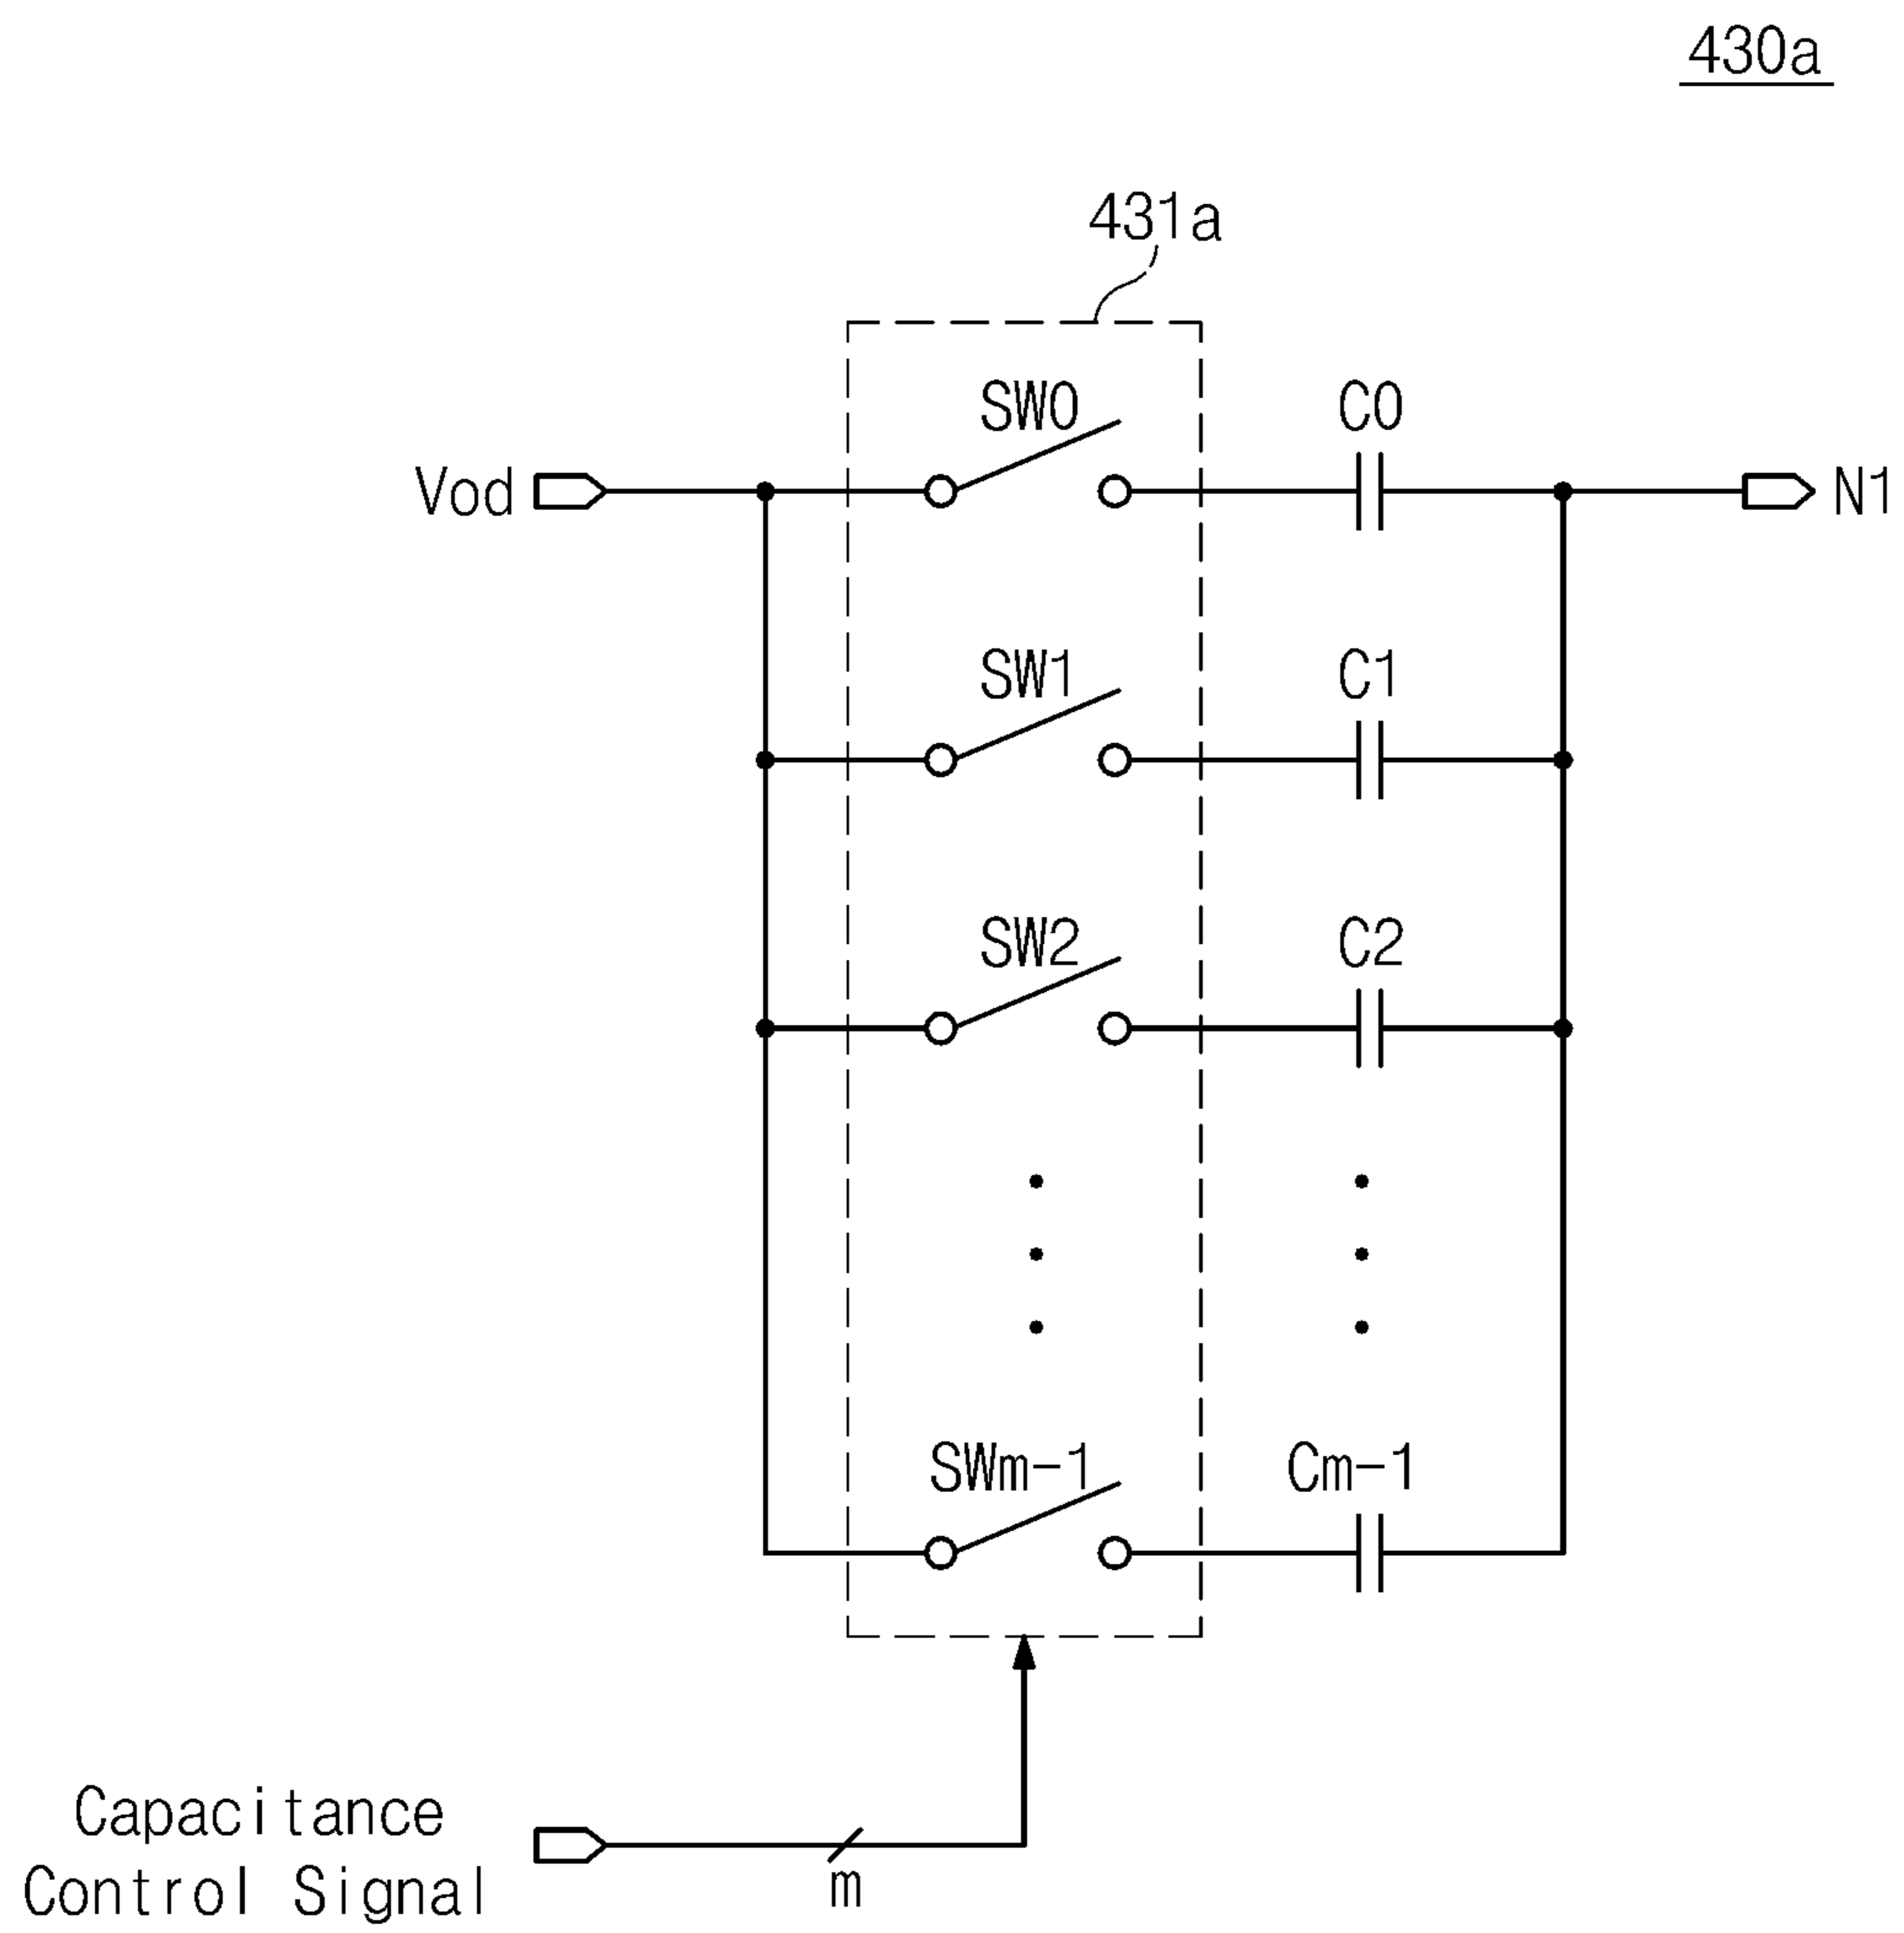 430a
431a
SW0 C0
Vod N1
SW1 C1
SW2 C2
SWm-1 Cm-1
Capacitance
Control Signal
m